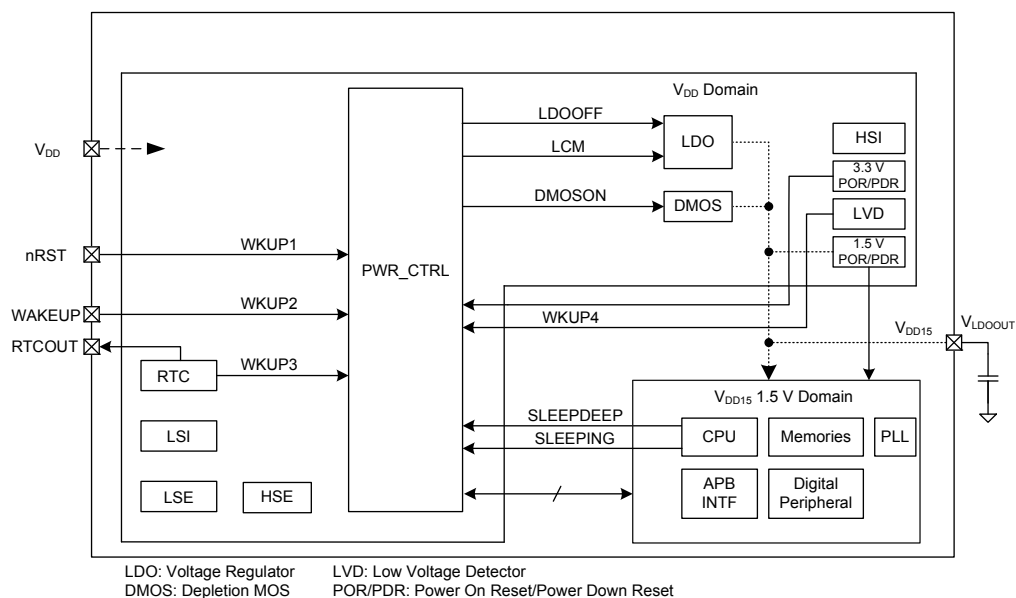 V_DD Domain
LDOOFF
LDO
LCM
HSI
V_DD
3.3 V
POR/PDR
DMOSON
DMOS
LVD
nRST
WKUP1
1.5 V
POR/PDR
PWR_CTRL
WAKEUP
WKUP2
WKUP4
V_DD15
V_LDOOUT
RTCOUT
RTC
WKUP3
V_DD15 1.5 V Domain
SLEEPDEEP
LSI
CPU
Memories
PLL
SLEEPING
LSE
HSE
APB
INTF
Digital
Peripheral
LDO: Voltage Regulator
LVD: Low Voltage Detector
DMOS: Depletion MOS
POR/PDR: Power On Reset/Power Down Reset